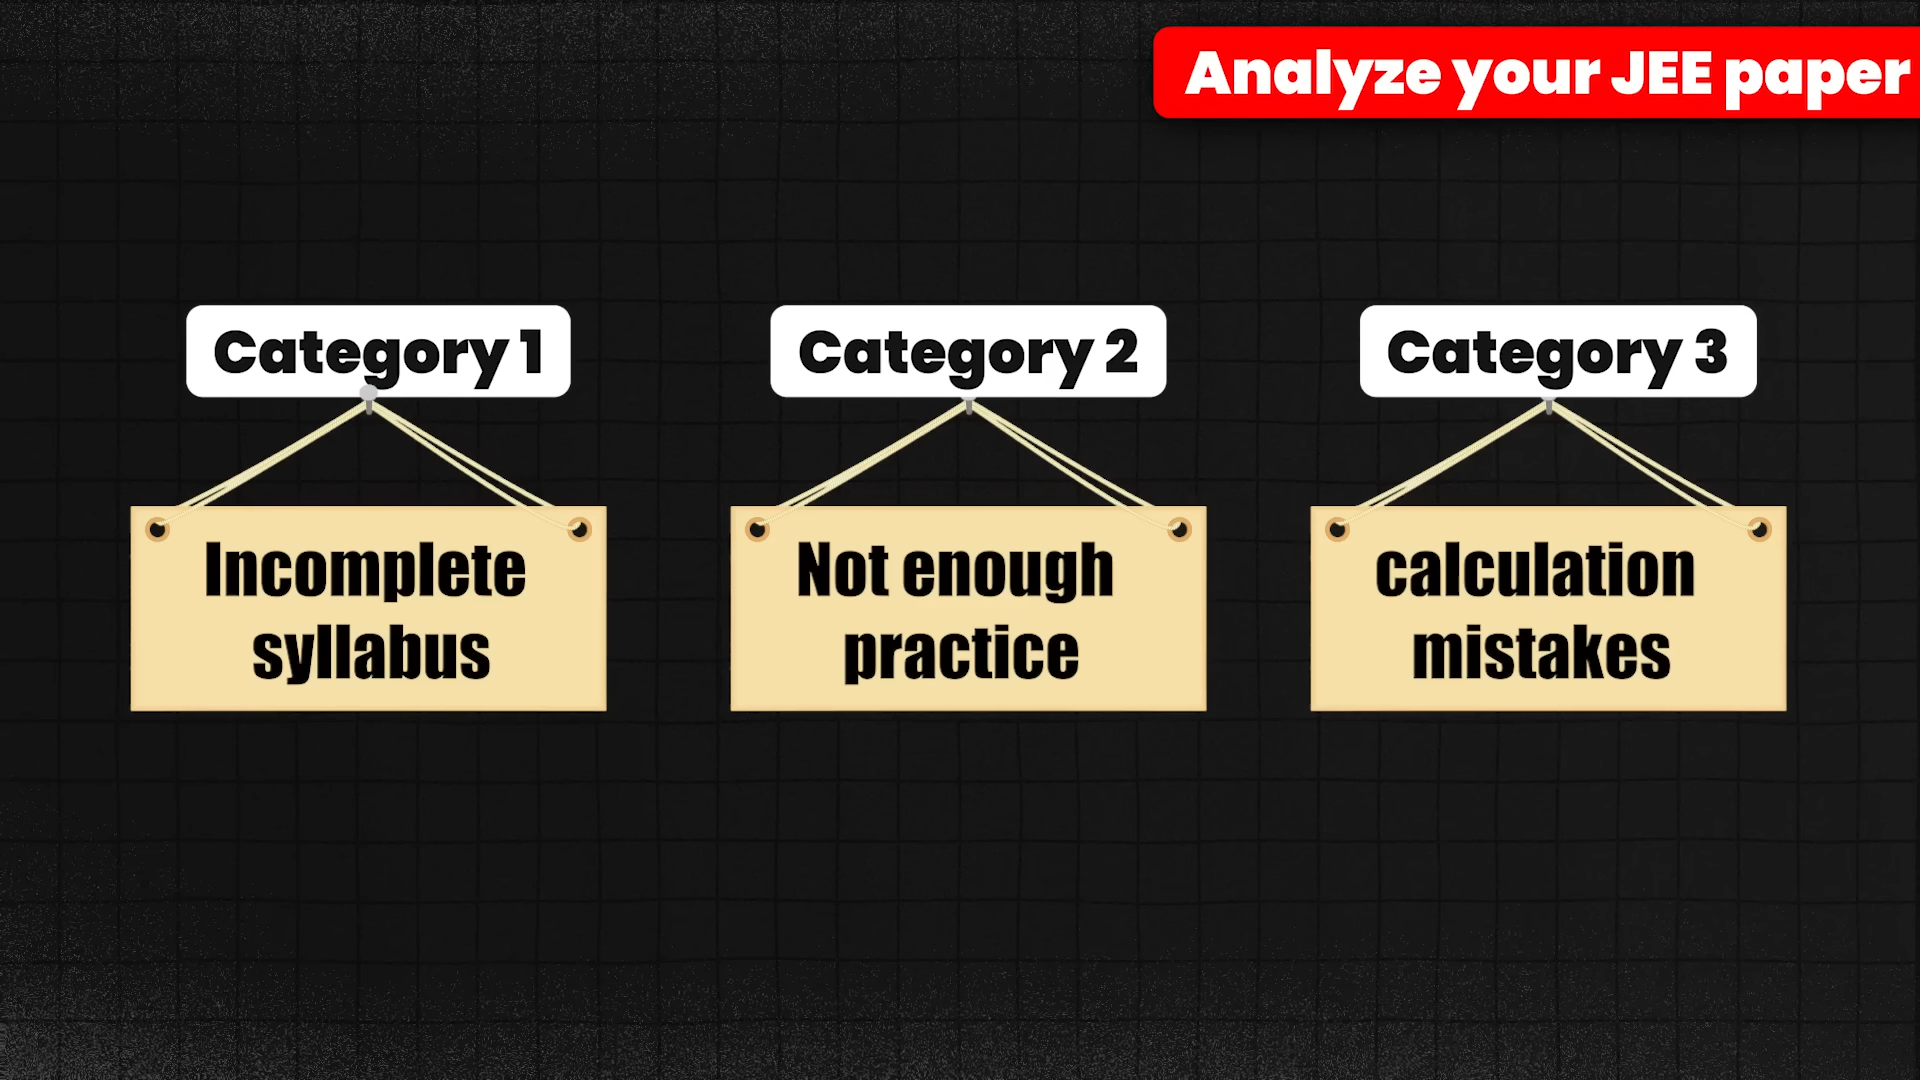 Analyze your JEE paper
Category 1
Incomplete
syllabus
Category 2
Not enough
practice
Category 3
calculation
mistakes